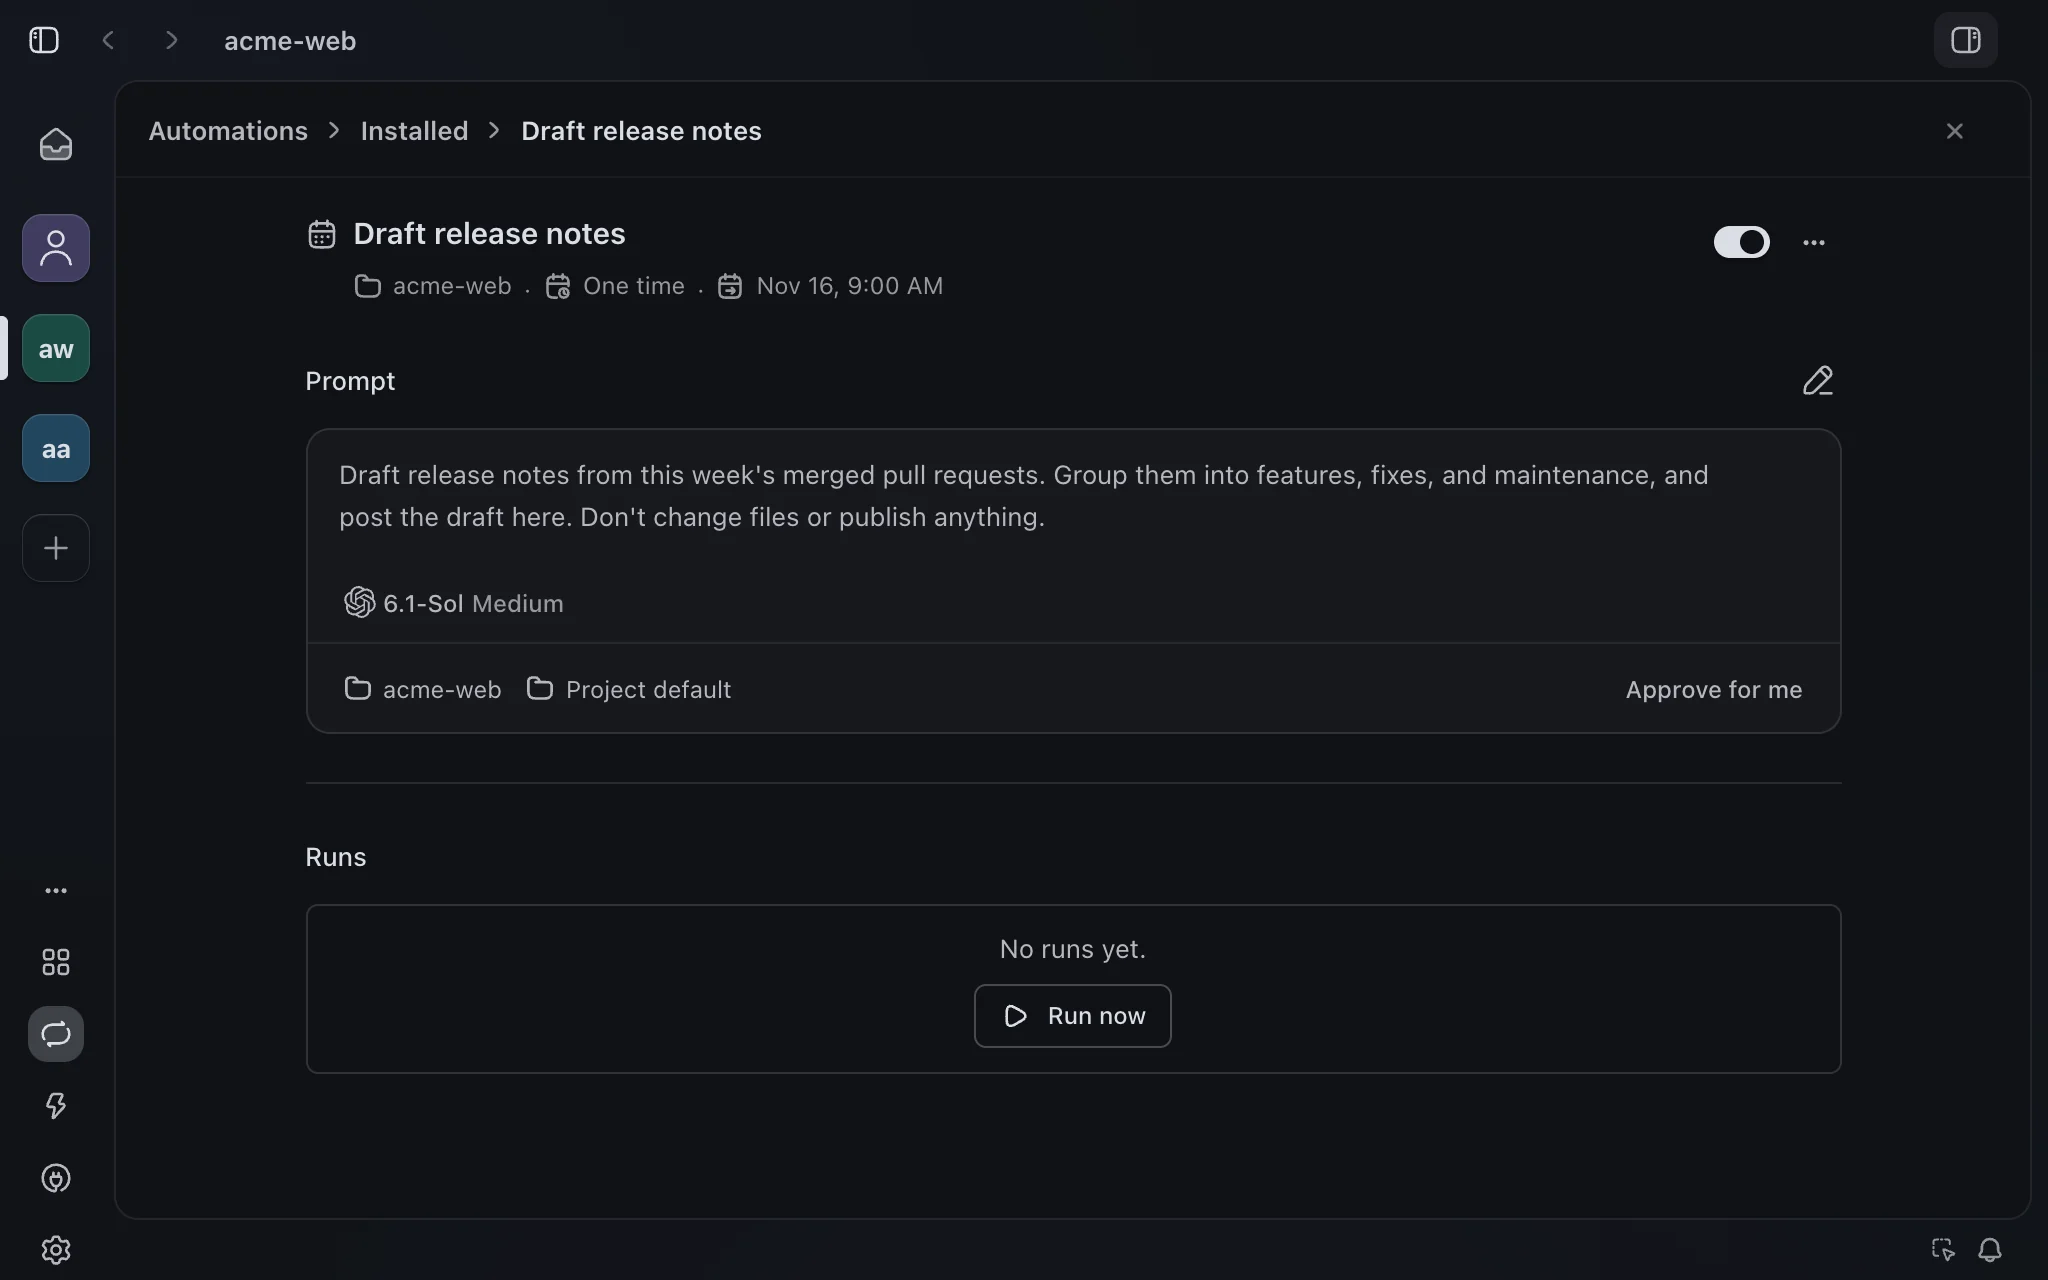 acme-web
Automations > Installed > Draft release notes
Draft release notes
acme-web . One time . Nov 16, 9:00 AM
aw
aa
Prompt
Draft release notes from this week's merged pull requests. Group them into features, fixes, and maintenance, and
post the draft here. Don't change files or publish anything.
6.1-Sol Medium
acme-web Project default Approve for me
Runs
No runs yet.
Run now